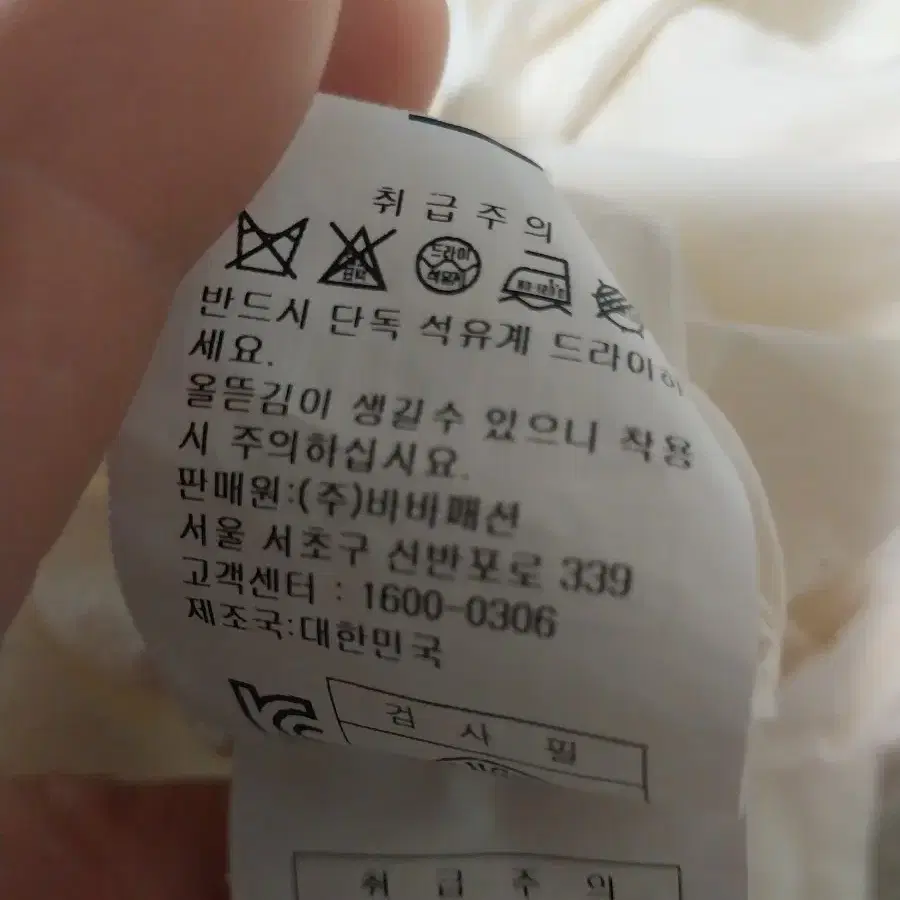 취급주의
드라이
석유계
반드시 단독 석유계 드라이하
세요.
올뜯김이 생길수 있으니 착용
시 주의하십시요.
판매원:(주)바바패션
서울 서초구 신반포로 339
고객센터 : 1600-0306
제조국:대한민국
검사필
취급주의